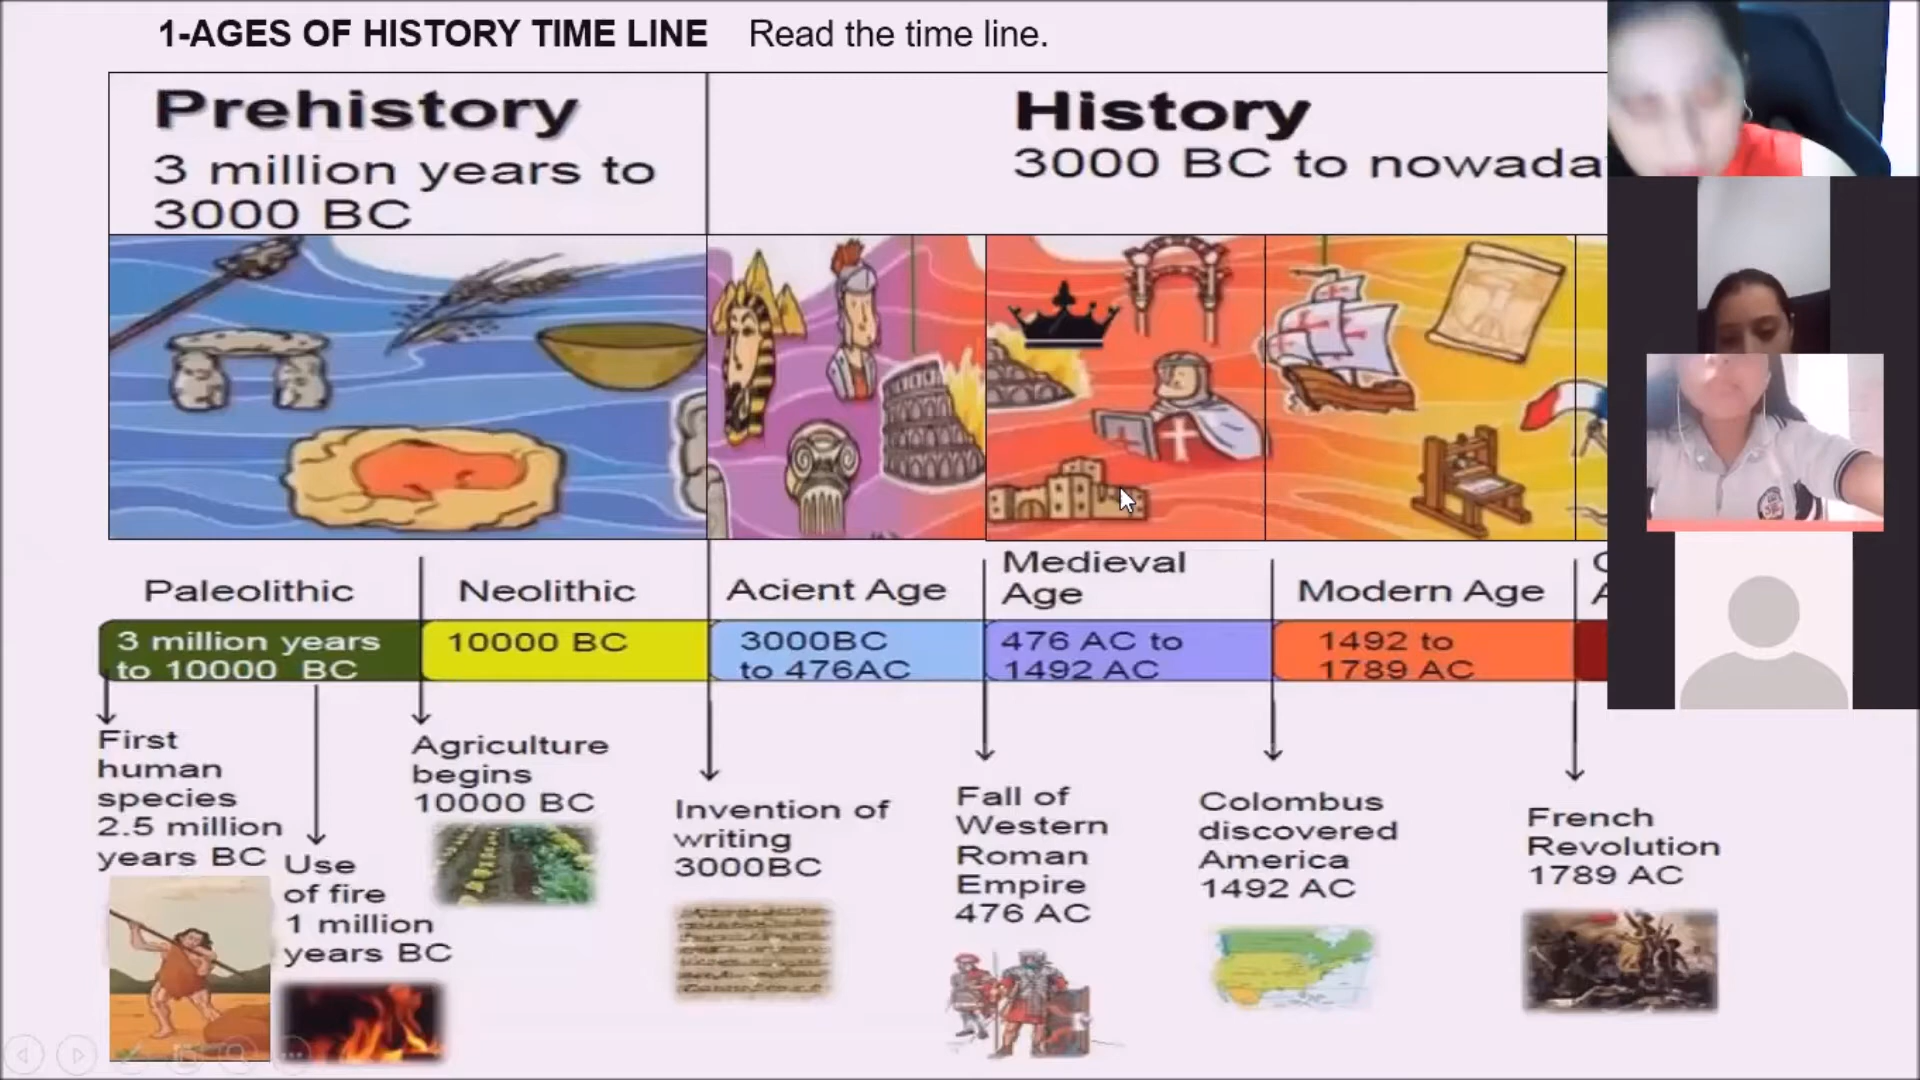 1-AGES OF HISTORY TIME LINE Read the time line.
Prehistory
3 million years to
3000 BC
History
3000 BC to
Paleolithic
Neolithic
Acient Age
Medieval
Age
Modern Age
3 million years
to 10000 BC
10000 BC
3000BC
to 476AC
476 AC to
1492 AC
1492 to
1789 AC
First
human
species
2.5 million
years BC
Use
of fire
1 million
years BC
Agriculture
begins
10000 BC
Invention of
writing
3000BC
Fall of
Western
Roman
Empire
476 AC
Colombus
discovered
America
1492 AC
French
Revolution
1789 AC